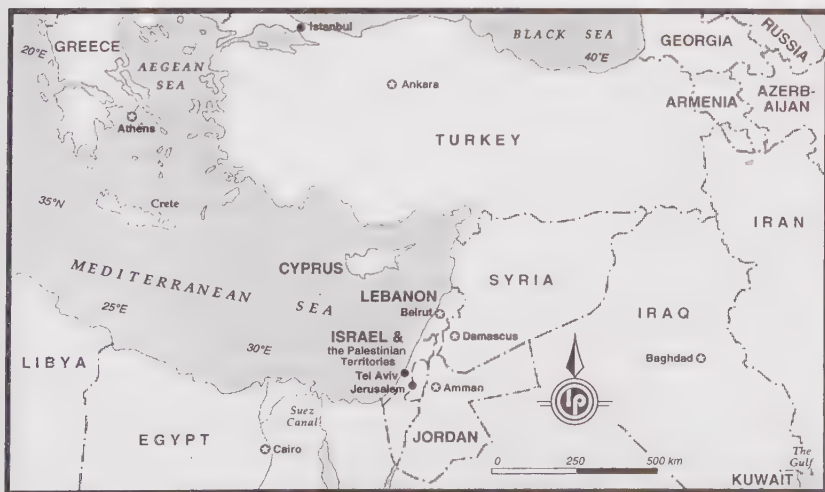 Istanbul
BLACK SEA
GREECE
20°E
AEGEAN
SEA
40°E
GEORGIA
RUSSIA
Ankara
ARMENIA
AZERB-
AIJAN
Athens
TURKEY
35°N
Crete
IRAN
CYPRUS
SYRIA
MEDITERRANEAN SEA
LEBANON
Beirut
IRAQ
25°E
ISRAEL &
the Palestinian
Territories
Damascus
30°E
LIBYA
Tel Aviv
Jerusalem
Amman
Baghdad
lp
Suez
Canal
EGYPT
Cairo
JORDAN
The
Gulf
0 250 500 km
KUWAIT